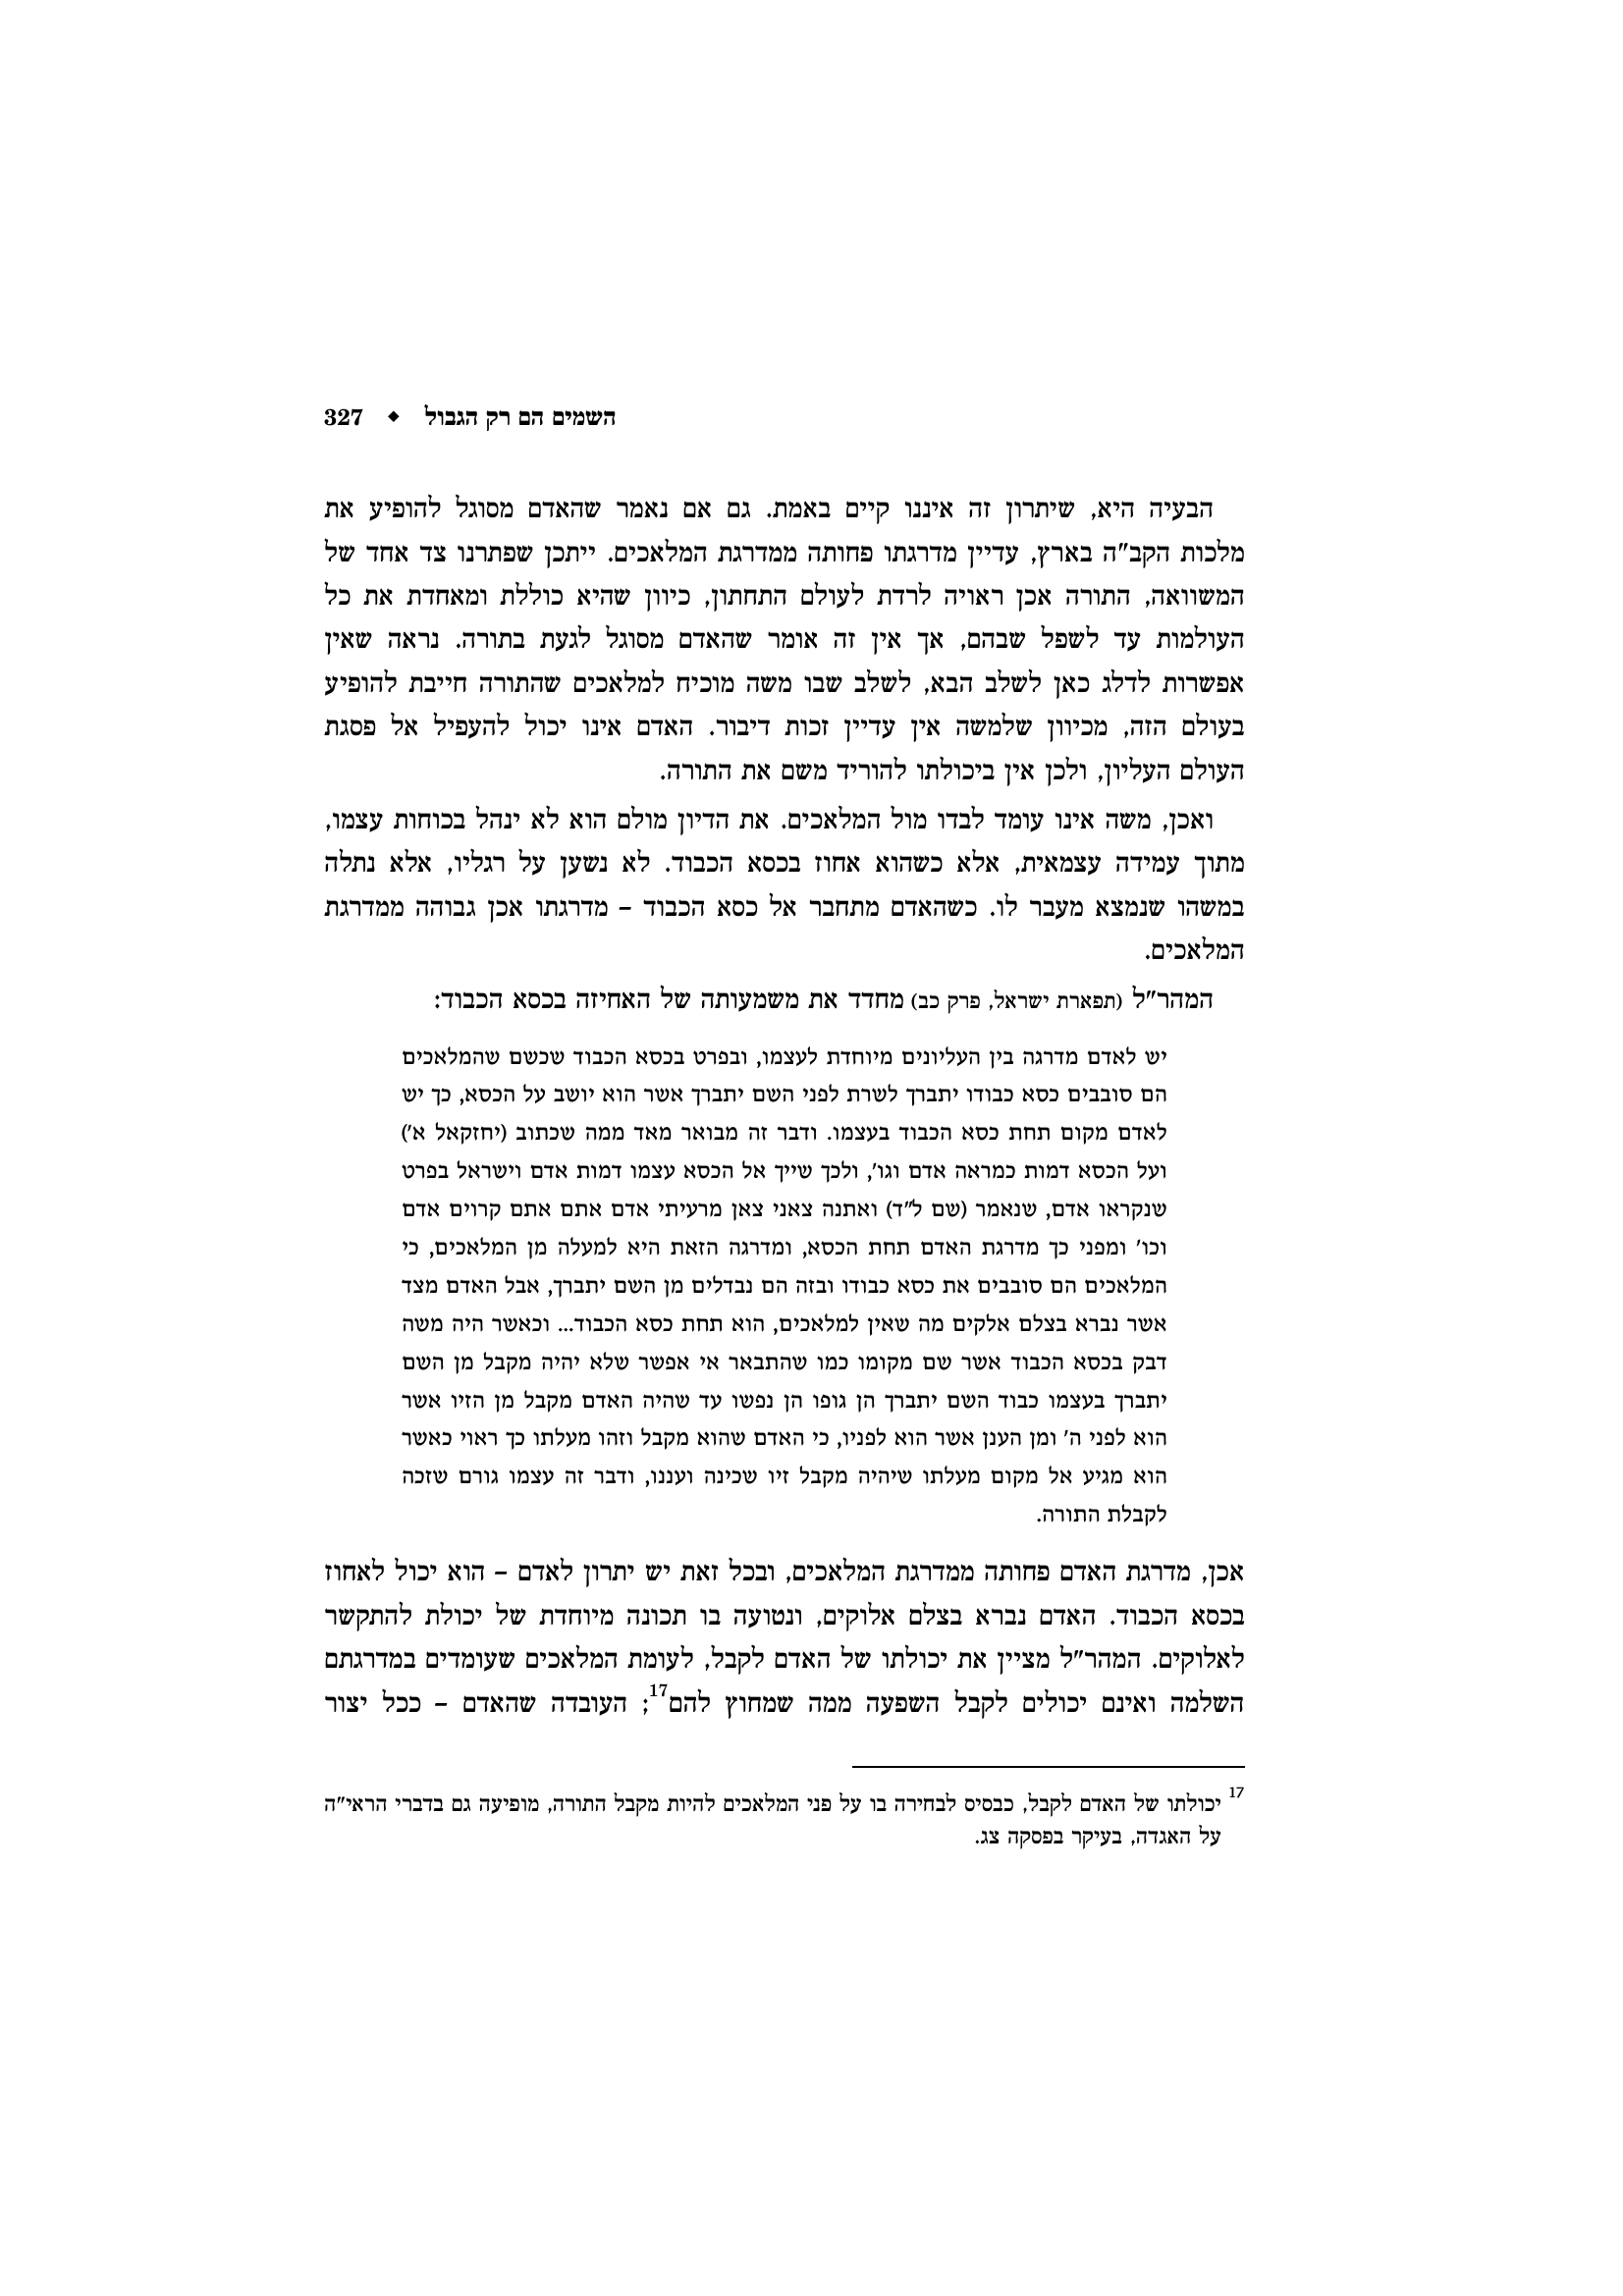 השמים הם רק הגבול ◆ 327
הבעיה היא, שיתרון זה איננו קיים באמת. גם אם נאמר שהאדם מסוגל להופיע את
מלכות הקב"ה בארץ, עדיין מדרגתו פחותה ממדרגת המלאכים. ייתכן שפתרנו צד אחד של
המשוואה, התורה אכן ראויה לרדת לעולם התחתון, כיוון שהיא כוללת ומאחדת את כל
העולמות עד לשפל שבהם, אך אין זה אומר שהאדם מסוגל לגעת בתורה. נראה שאין
אפשרות לדלג כאן לשלב הבא, לשלב שבו משה מוכיח למלאכים שהתורה חייבת להופיע
בעולם הזה, מכיוון שלמשה אין עדיין זכות דיבור. האדם אינו יכול להעפיל אל פסגת
העולם העליון, ולכן אין ביכולתו להוריד משם את התורה.
ואכן, משה אינו עומד לבדו מול המלאכים. את הדיון מולם הוא לא ינהל בכוחות עצמו,
מתוך עמידה עצמאית, אלא כשהוא אחוז בכסא הכבוד. לא נשען על רגליו, אלא נתלה
במשהו שנמצא מעבר לו. כשהאדם מתחבר אל כסא הכבוד – מדרגתו אכן גבוהה ממדרגת
המלאכים.
המהר"ל (תפארת ישראל, פרק כב) מחדד את משמעותה של האחיזה בכסא הכבוד:
יש לאדם מדרגה בין העליונים מיוחדת לעצמו, ובפרט בכסא הכבוד שכשם שהמלאכים
הם סובבים כסא כבודו יתברך לשרת לפני השם יתברך אשר הוא יושב על הכסא, כך יש
לאדם מקום תחת כסא הכבוד בעצמו. ודבר זה מבואר מאד ממה שכתוב (יחזקאל א')
ועל הכסא דמות כמראה אדם וגו', ולכך שייך אל הכסא עצמו דמות אדם וישראל בפרט
שנקראו אדם, שנאמר (שם ל"ד) ואתנה צאני צאן מרעיתי אדם אתם אתם קרוים אדם
וכו' ומפני כך מדרגת האדם תחת הכסא, ומדרגה הזאת היא למעלה מן המלאכים, כי
המלאכים הם סובבים את כסא כבודו ובזה הם נבדלים מן השם יתברך, אבל האדם מצד
אשר נברא בצלם אלקים מה שאין למלאכים, הוא תחת כסא הכבוד... וכאשר היה משה
דבק בכסא הכבוד אשר שם מקומו כמו שהתבאר אי אפשר שלא יהיה מקבל מן השם
יתברך בעצמו כבוד השם יתברך הן גופו הן נפשו עד שהיה האדם מקבל מן הזיו אשר
הוא לפני ה' ומן הענן אשר הוא לפניו, כי האדם שהוא מקבל וזהו מעלתו כך ראוי כאשר
הוא מגיע אל מקום מעלתו שיהיה מקבל זיו שכינה ועננו, ודבר זה עצמו גורם שזכה
לקבלת התורה.
אכן, מדרגת האדם פחותה ממדרגת המלאכים, ובכל זאת יש יתרון לאדם – הוא יכול לאחוז
בכסא הכבוד. האדם נברא בצלם אלוקים, ונטועה בו תכונה מיוחדת של יכולת להתקשר
לאלוקים. המהר"ל מציין את יכולתו של האדם לקבל, לעומת המלאכים שעומדים במדרגתם
השלמה ואינם יכולים לקבל השפעה ממה שמחוץ להם17; העובדה שהאדם – ככל יצור
17 יכולתו של האדם לקבל, כבסיס לבחירה בו על פני המלאכים להיות מקבל התורה, מופיעה גם בדברי הראי"ה
על האגדה, בעיקר בפסקה צג.